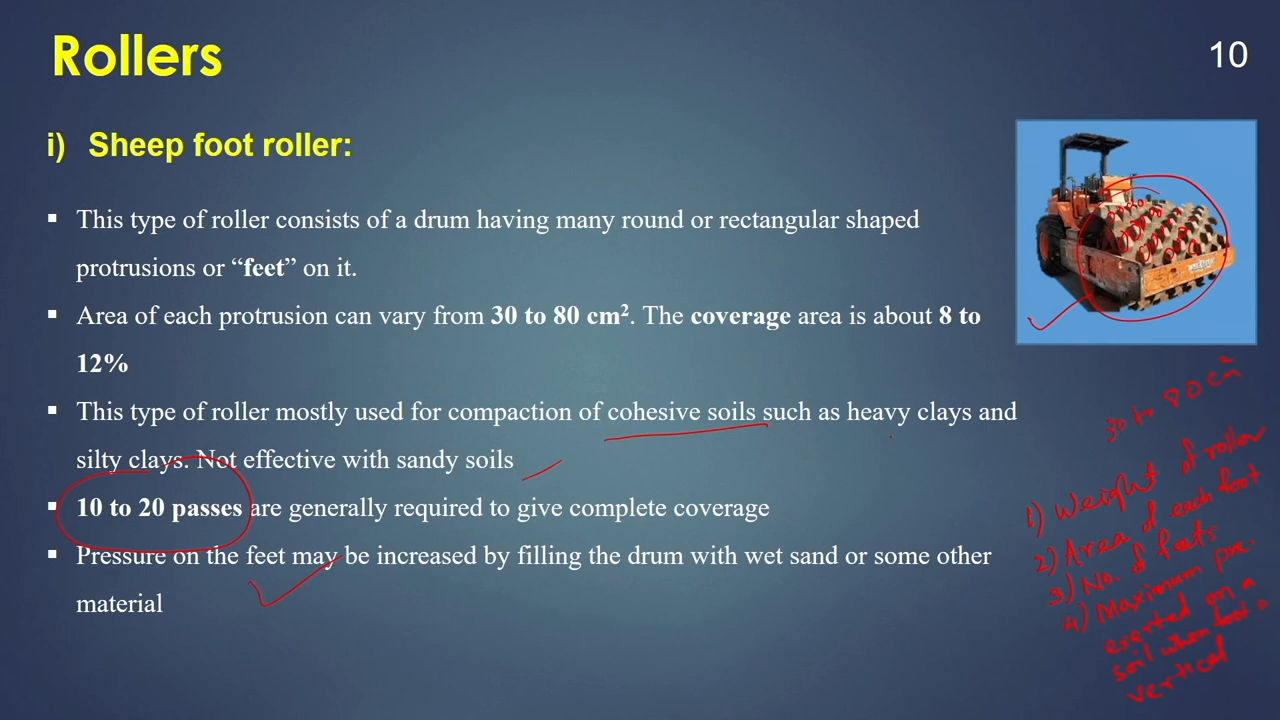 Rollers
10
i) Sheep foot roller:
▪ This type of roller consists of a drum having many round or rectangular shaped
protrusions or “feet” on it.
▪ Area of each protrusion can vary from 30 to 80 cm². The coverage area is about 8 to
12%
▪ This type of roller mostly used for compaction of cohesive soils such as heavy clays and
silty clays. Not effective with sandy soils
▪ 10 to 20 passes are generally required to give complete coverage
▪ Pressure on the feet may be increased by filling the drum with wet sand or some other
material
30 to 80 cm²
1) Weight of roller
2) Area of each foot
3) No. of feets
4) Maximum pre.
exerted on a
soil when foot
vertical